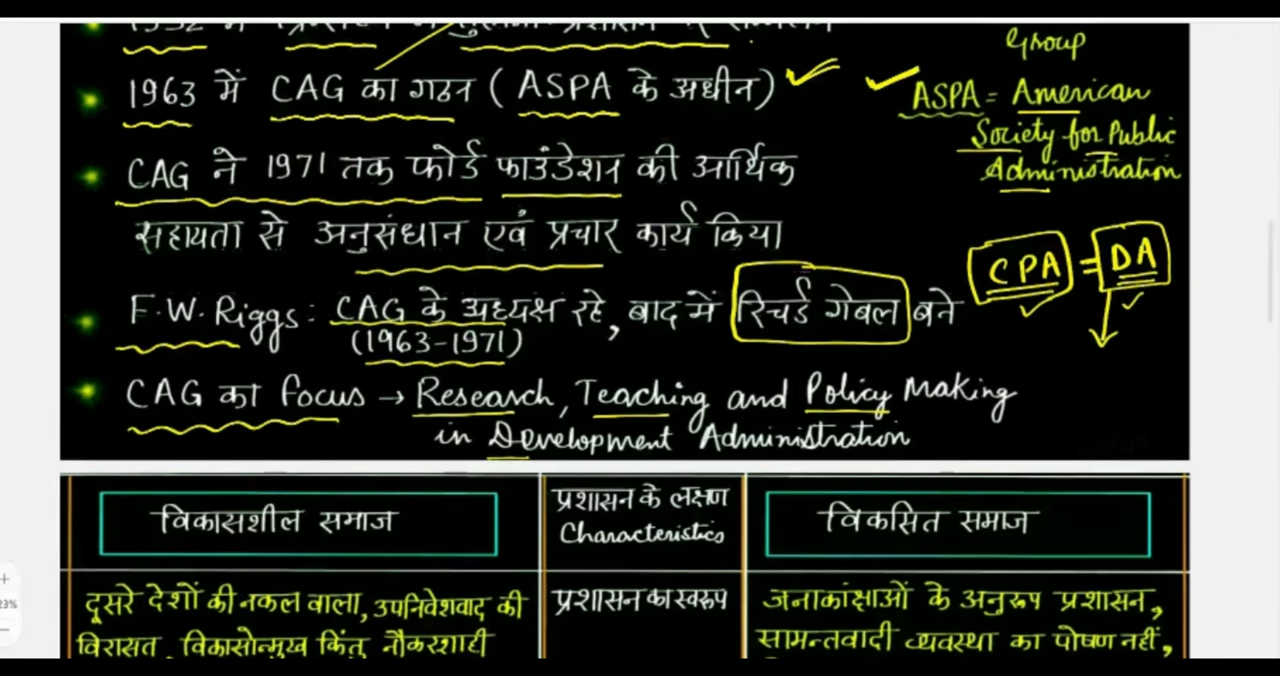 1952 में
Group
1963 में CAG का गठन ( ASPA के अधीन)
ASPA = American
Society for Public
Administration
CAG ने 1971 तक फोर्ड फाउंडेशन की आर्थिक
सहायता से अनुसंधान एवं प्रचार कार्य किया
CPA = DA
F.W. Riggs: CAG के अध्यक्ष रहे, बाद में रिचर्ड गेबल बने
(1963-1971)
CAG का focus → Research, Teaching and Policy Making
in Development Administration
विकासशील समाज
प्रशासन के लक्षण
Characteristics
विकसित समाज
दूसरे देशों की नकल वाला, उपनिवेशवाद की
विरासत, विकासोन्मुख किंतु नौकरशाही
प्रशासन का स्वरूप
जनाकांक्षाओं के अनुरूप प्रशासन,
सामन्तवादी व्यवस्था का पोषण नहीं,
+
23%